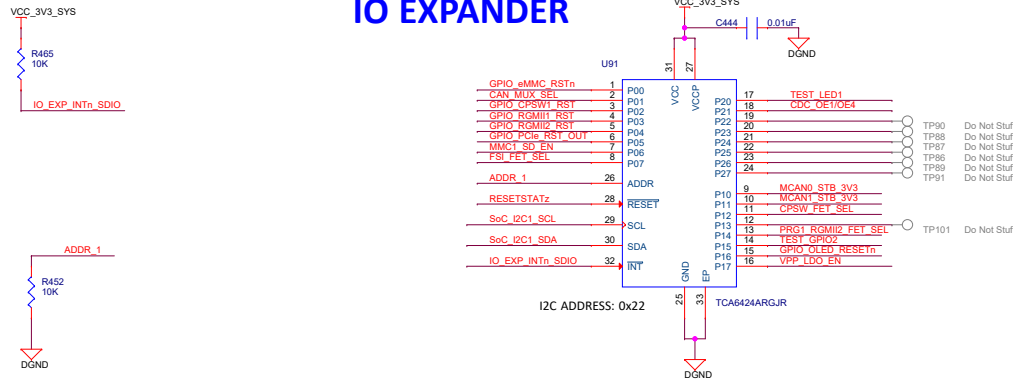 IO EXPANDER
VCC_3V3_SYS
R465
10K
IO_EXP_INTn_SDIO
ADDR_1
R452
10K
DGND
VCC_3V3_SYS
C444 0.01uF
DGND
U91
31 27
VCC VCCP
GPIO_eMMC_RSTn 1 P00
CAN_MUX_SEL 2 P01
GPIO_CPSW1_RST 3 P02
GPIO_RGMII1_RST 4 P03
GPIO_RGMII2_RST 5 P04
GPIO_PCIe_RST_OUT 6 P05
MMC1_SD_EN 7 P06
FSI_FET_SEL 8 P07
ADDR_1 26 ADDR
RESETSTATz 28 RESET
SoC_I2C1_SCL 29 SCL
SoC_I2C1_SDA 30 SDA
IO_EXP_INTn_SDIO 32 INT
P20 17 TEST_LED1
P21 18 CDC_OE1/OE4
P22 19 TP90 Do Not Stuf
P23 20 TP88 Do Not Stuf
P24 21 TP87 Do Not Stuf
P25 22 TP86 Do Not Stuf
P26 23 TP89 Do Not Stuf
P27 24 TP91 Do Not Stuf
P10 9 MCAN0_STB_3V3
P11 10 MCAN1_STB_3V3
P12 11 CPSW_FET_SEL
P13 12 TP101 Do Not Stuf
P14 13 PRG1_RGMII2_FET_SEL
P15 14 TEST_GPIO2
P16 15 GPIO_OLED_RESETn
P17 16 VPP_LDO_EN
GND EP
25 33
TCA6424ARGJR
I2C ADDRESS: 0x22
DGND